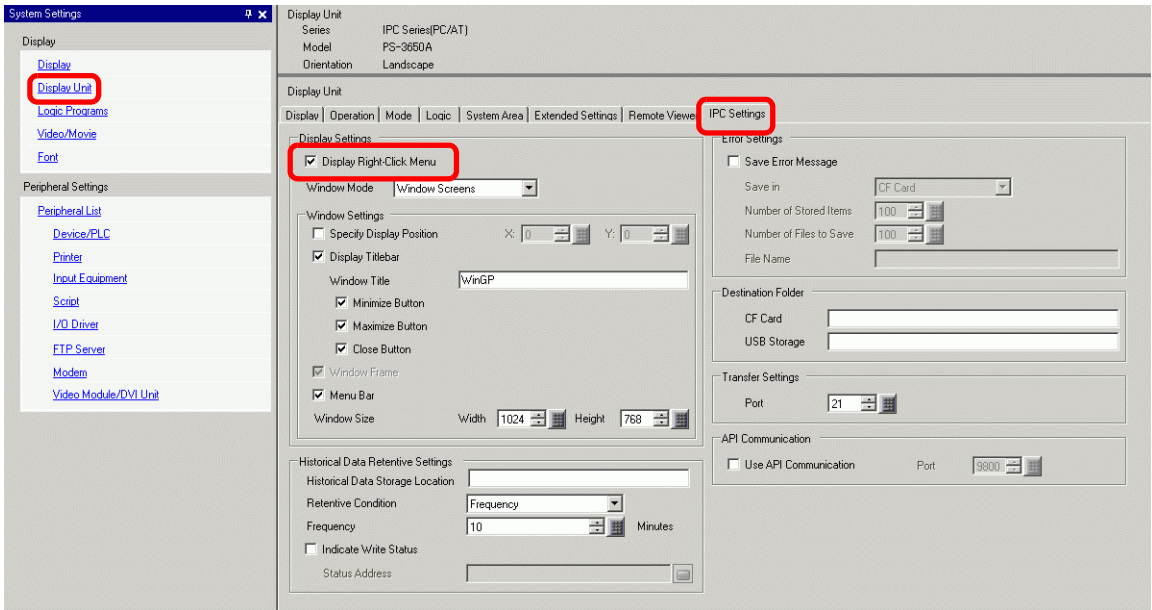 System Settings
Display
Display
Display Unit
Logic Programs
Video/Movie
Font
Peripheral Settings
Peripheral List
Device/PLC
Printer
Input Equipment
Script
I/O Driver
FTP Server
Modem
Video Module/DVI Unit
Display Unit
Series IPC Series(PC/AT)
Model PS-3650A
Orientation Landscape
Display Unit
Display Operation Mode Logic System Area Extended Settings Remote Viewer IPC Settings
Display Settings
Display Right-Click Menu
Window Mode Window Screens
Window Settings
Specify Display Position X: 0 Y: 0
Display Titlebar
Window Title WinGP
Minimize Button
Maximize Button
Close Button
Window Frame
Menu Bar
Window Size Width 1024 Height 768
Historical Data Retentive Settings
Historical Data Storage Location
Retentive Condition Frequency
Frequency 10 Minutes
Indicate Write Status
Status Address
Error Settings
Save Error Message
Save in CF Card
Number of Stored Items 100
Number of Files to Save 100
File Name
Destination Folder
CF Card
USB Storage
Transfer Settings
Port 21
API Communication
Use API Communication Port 9800